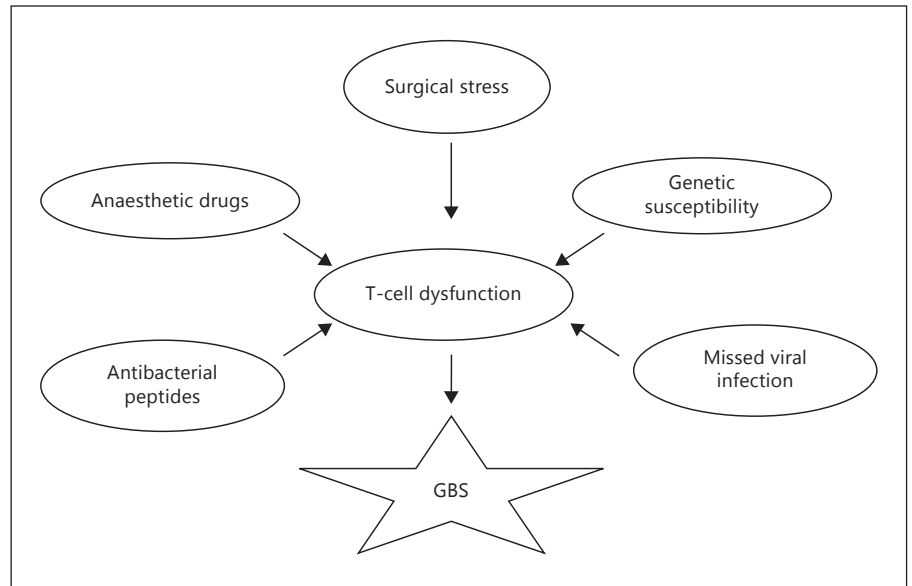 Surgical stress
Anaesthetic drugs
Genetic
susceptibility
T-cell dysfunction
Antibacterial
peptides
Missed viral
infection
GBS